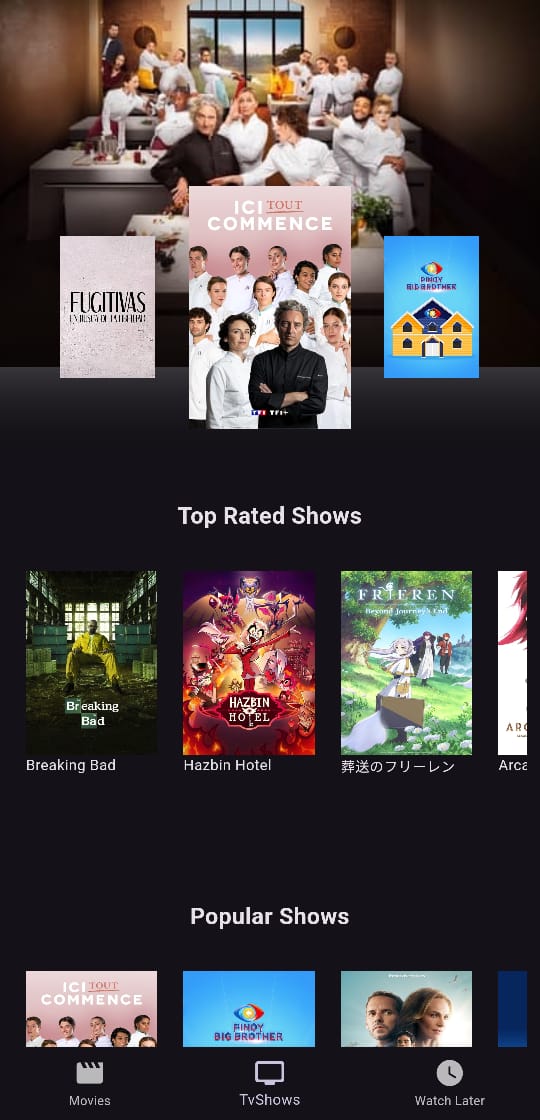 ICI TOUT
COMMENCE
FUGITIVAS
EN BUSCA DE LA LIBERTAD
PINOY
BIG BROTHER
TF1 TF1+
Top Rated Shows
Breaking
Bad
HAZBIN
HOTEL
FRIEREN
Beyond Journey's End
Breaking Bad
Hazbin Hotel
葬送のフリーレン
Arca
Popular Shows
ICI TOUT
COMMENCE
PINOY
BIG BROTHER
Movies
TvShows
Watch Later